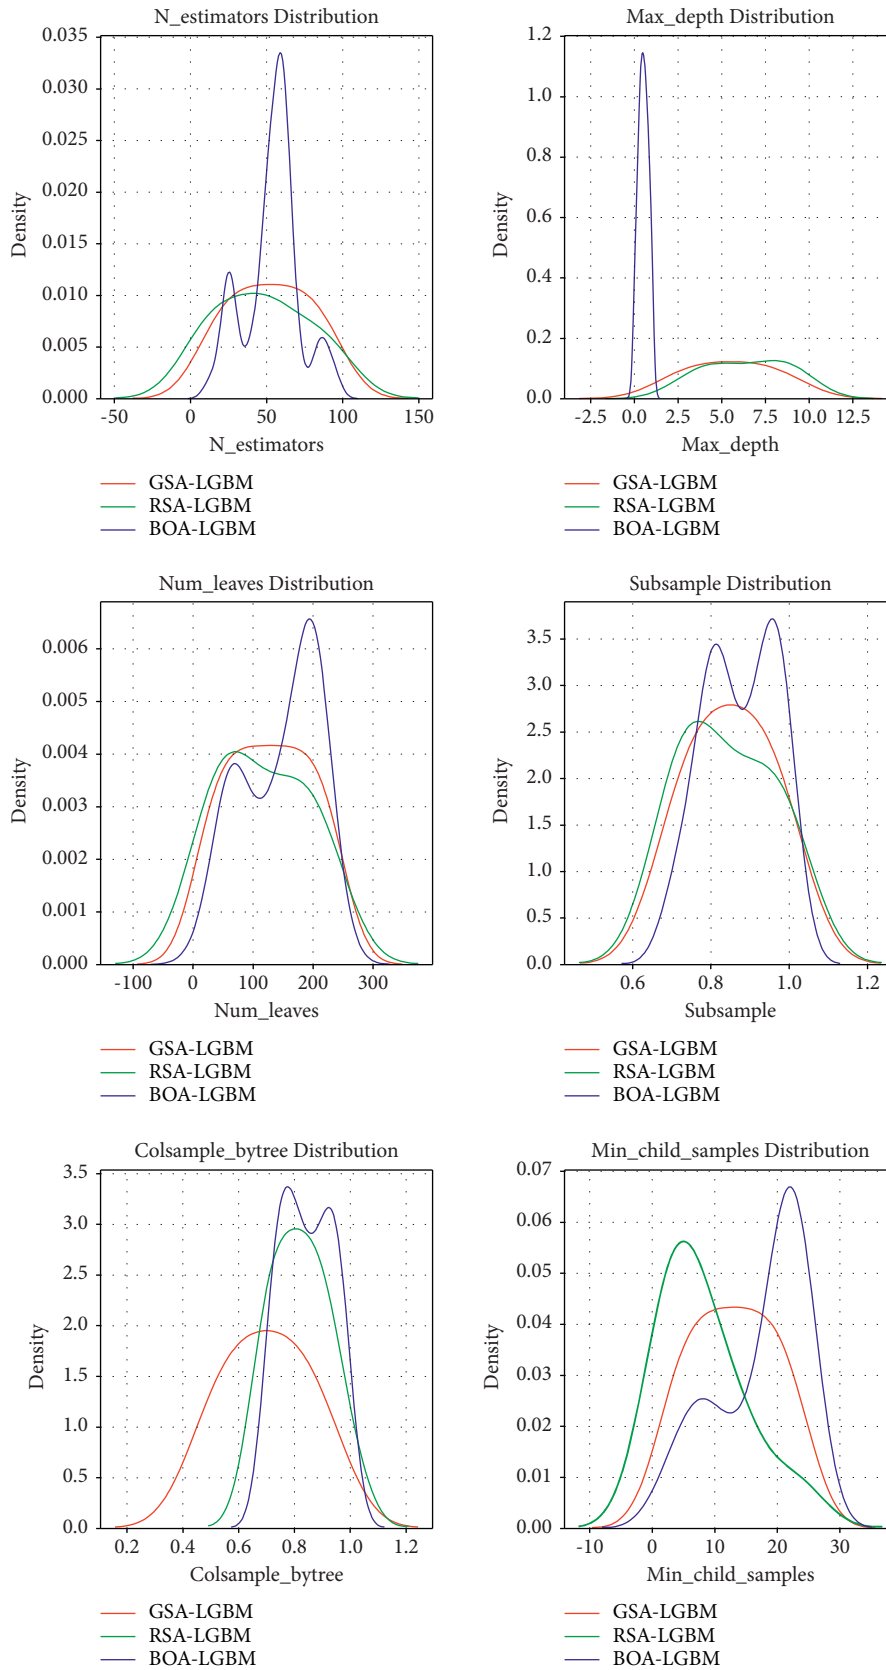 N_estimators Distribution
0.035
0.030
0.025
0.020
0.015
0.010
0.005
0.000
Density
-50 0 50 100 150
N_estimators
GSA-LGBM
RSA-LGBM
BOA-LGBM
Max_depth Distribution
1.2
1.0
0.8
0.6
0.4
0.2
0.0
Density
-2.5 0.0 2.5 5.0 7.5 10.0 12.5
Max_depth
GSA-LGBM
RSA-LGBM
BOA-LGBM
Num_leaves Distribution
0.006
0.005
0.004
0.003
0.002
0.001
0.000
Density
-100 0 100 200 300
Num_leaves
GSA-LGBM
RSA-LGBM
BOA-LGBM
Subsample Distribution
3.5
3.0
2.5
2.0
1.5
1.0
0.5
0.0
Density
0.6 0.8 1.0 1.2
Subsample
GSA-LGBM
RSA-LGBM
BOA-LGBM
Colsample_bytree Distribution
3.5
3.0
2.5
2.0
1.5
1.0
0.5
0.0
Density
0.2 0.4 0.6 0.8 1.0 1.2
Colsample_bytree
GSA-LGBM
RSA-LGBM
BOA-LGBM
Min_child_samples Distribution
0.07
0.06
0.05
0.04
0.03
0.02
0.01
0.00
Density
-10 0 10 20 30
Min_child_samples
GSA-LGBM
RSA-LGBM
BOA-LGBM